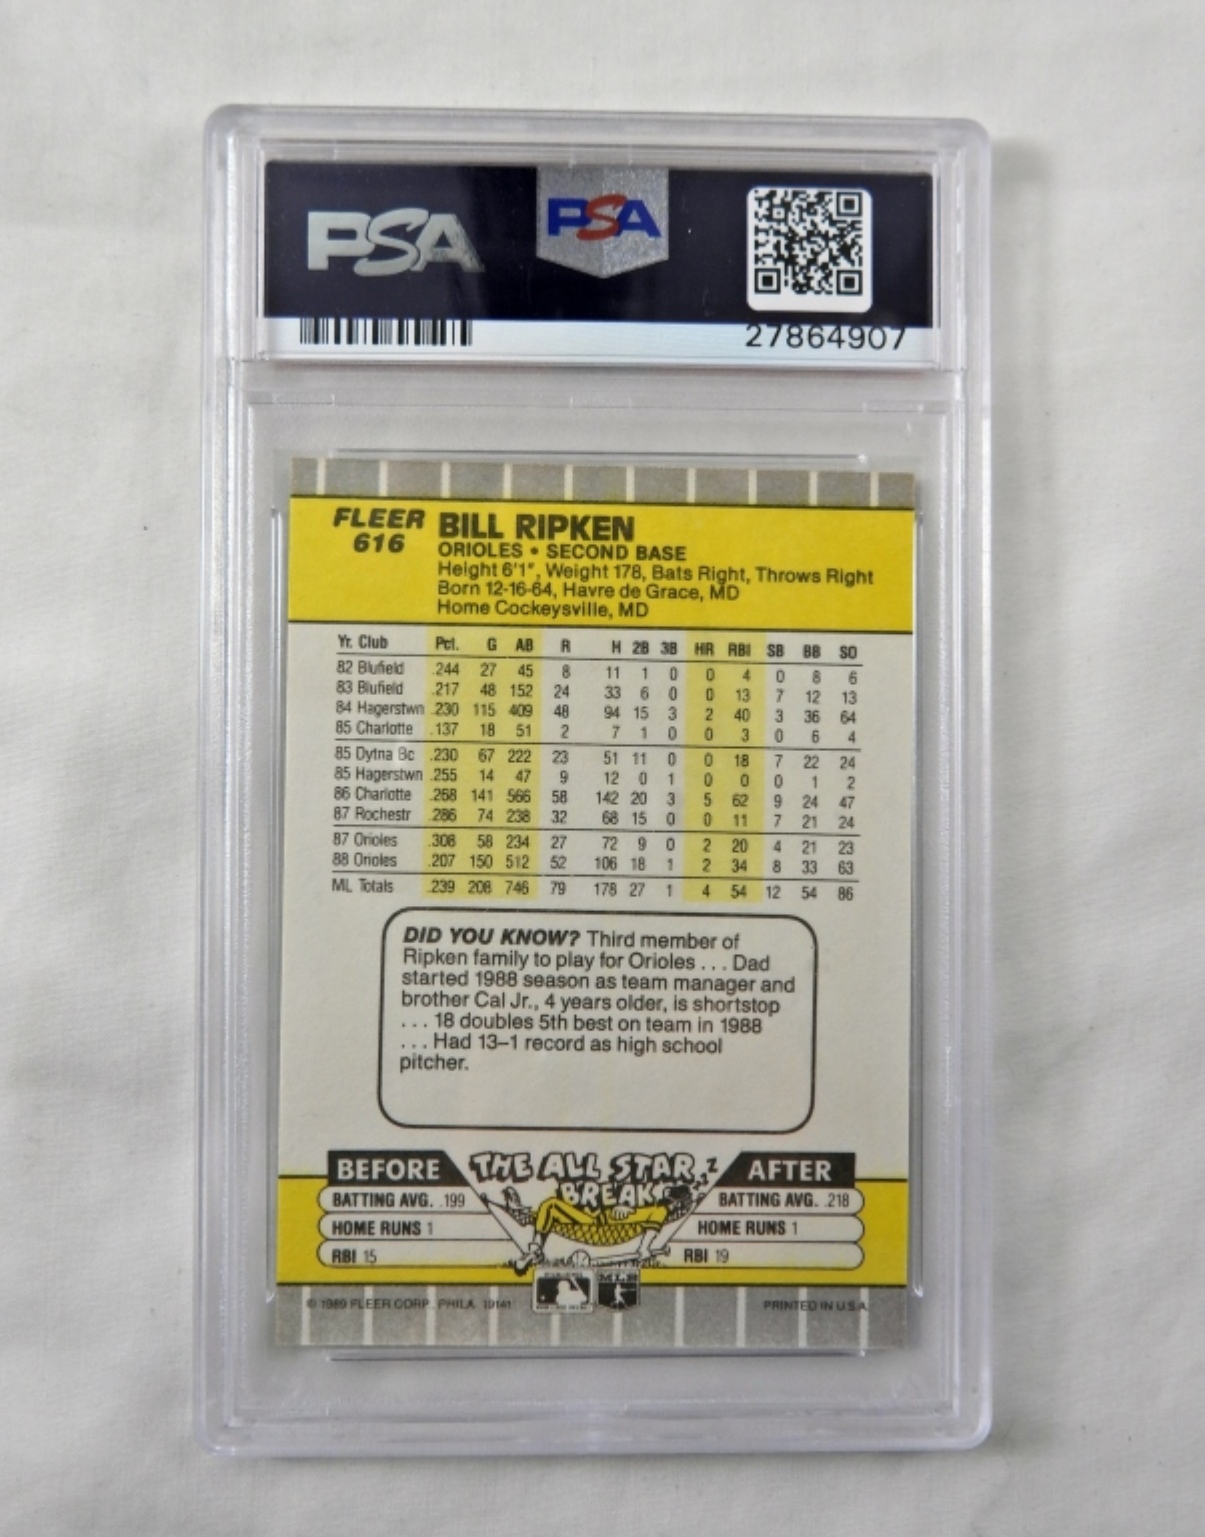 PSA PSA
27864907
FLEER 616
BILL RIPKEN
ORIOLES • SECOND BASE
Height 6'1", Weight 178, Bats Right, Throws Right
Born 12-16-64, Havre de Grace, MD
Home Cockeysville, MD
Yr. Club Pct. G AB R H 2B 3B HR RBI SB BB SO
82 Blufield .244 27 45 8 11 1 0 0 4 0 8 6
83 Blufield .217 48 152 24 33 6 0 0 13 7 12 13
84 Hagerstwn .230 115 409 48 94 15 3 2 40 3 36 64
85 Charlotte .137 18 51 2 7 1 0 0 3 0 6 4
85 Dytna Bc .230 67 222 23 51 11 0 0 18 7 22 24
85 Hagerstwn .255 14 47 9 12 0 1 0 0 0 1 2
86 Charlotte .268 141 566 58 142 20 3 5 62 9 24 47
87 Rochestr .286 74 238 32 68 15 0 0 11 7 21 24
87 Orioles .308 58 234 27 72 9 0 2 20 4 21 23
88 Orioles .207 150 512 52 106 18 1 2 34 8 33 63
ML Totals .239 208 746 79 178 27 1 4 54 12 54 86
DID YOU KNOW? Third member of
Ripken family to play for Orioles . . . Dad
started 1988 season as team manager and
brother Cal Jr., 4 years older, is shortstop
. . . 18 doubles 5th best on team in 1988
. . . Had 13–1 record as high school
pitcher.
BEFORE THE ALL STAR BREAK AFTER
BATTING AVG. .199 BATTING AVG. .218
HOME RUNS 1 HOME RUNS 1
RBI 15 RBI 19
© 1989 FLEER CORP., PHILA. 19141 MLB PRINTED IN U.S.A.